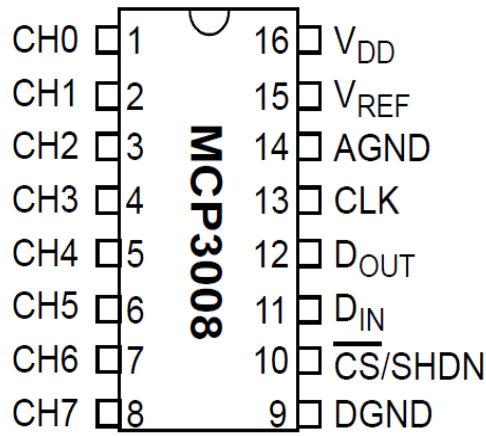 CH0 1 16 VDD
CH1 2 15 VREF
CH2 3 14 AGND
CH3 4 13 CLK
CH4 5 12 DOUT
CH5 6 11 DIN
CH6 7 10 C̅S̅/SHDN
CH7 8 9 DGND
MCP3008